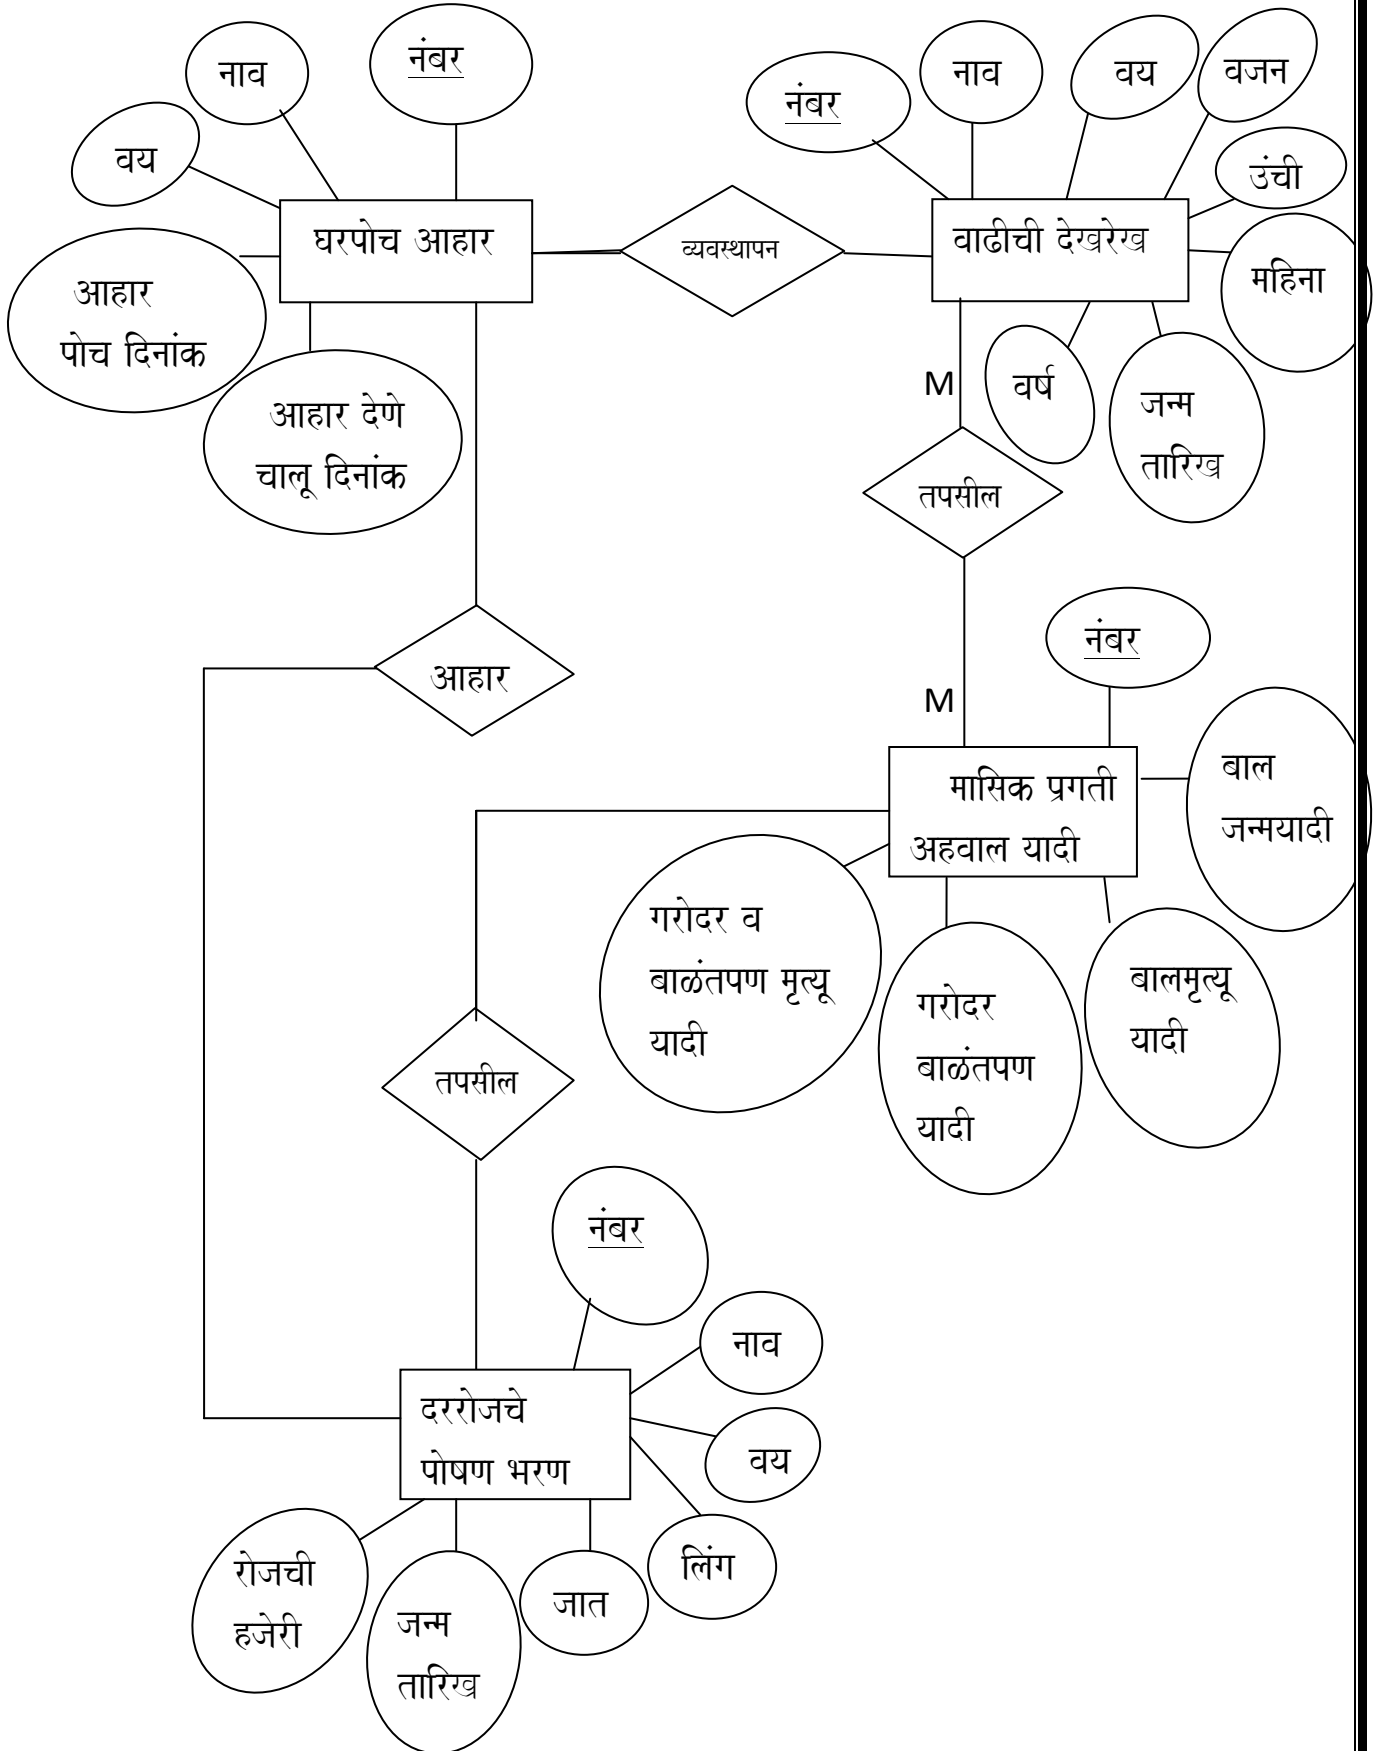 नाव
नंबर
वय
घरपोच आहार
आहार
पोच दिनांक
आहार देणे
चालू दिनांक
व्यवस्थापन
नंबर
नाव
वय
वजन
उंची
वाढीची देखरेख
महिना
वर्ष
जन्म
तारिख
M
तपसील
M
आहार
नंबर
मासिक प्रगती
अहवाल यादी
बाल
जन्मयादी
गरोदर व
बाळंतपण मृत्यू
यादी
गरोदर
बाळंतपण
यादी
बालमृत्यू
यादी
तपसील
नंबर
नाव
दररोजचे
पोषण भरण
वय
लिंग
जात
जन्म
तारिख
रोजची
हजेरी